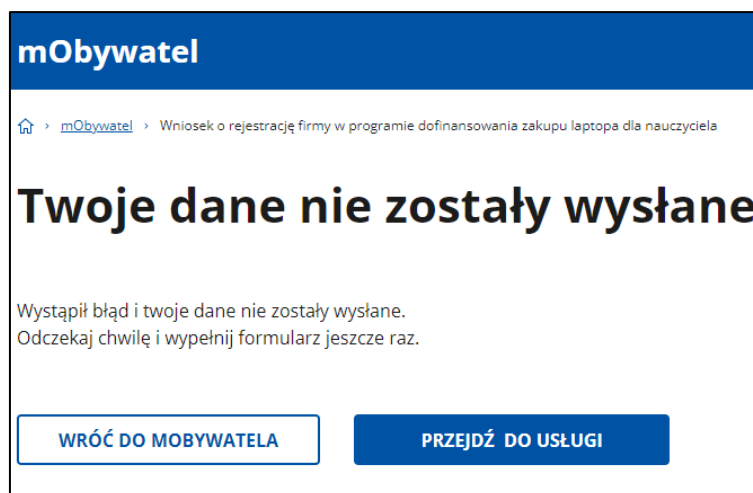 mObywatel
mObywatel > Wniosek o rejestrację firmy w programie dofinansowania zakupu laptopa dla nauczyciela
Twoje dane nie zostały wysłane
Wystąpił błąd i twoje dane nie zostały wysłane.
Odczekaj chwilę i wypełnij formularz jeszcze raz.
WRÓĆ DO MOBYWATELA
PRZEJDŹ DO USŁUGI